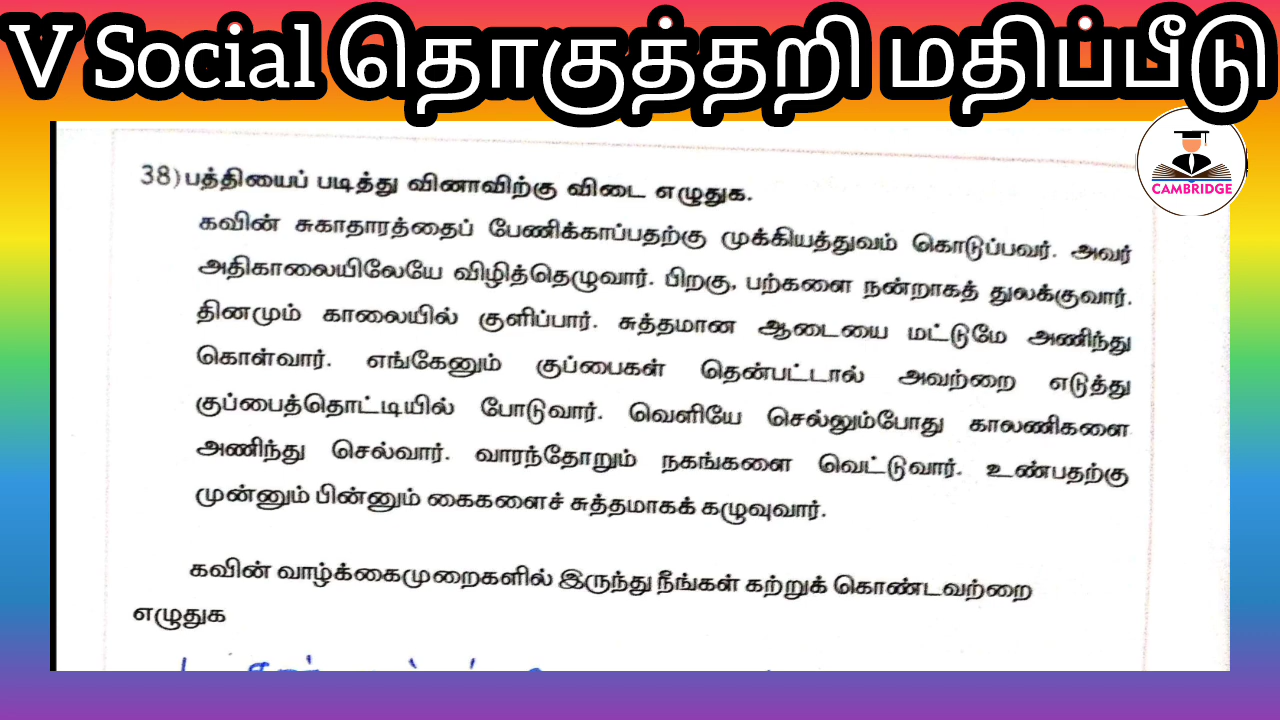 V Social தொகுத்தறி மதிப்பீடு
CAMBRIDGE
38) பத்தியைப் படித்து வினாவிற்கு விடை எழுதுக.
கவின் சுகாதாரத்தைப் பேணிக்காப்பதற்கு முக்கியத்துவம் கொடுப்பவர். அவர்
அதிகாலையிலேயே விழித்தெழுவார். பிறகு, பற்களை நன்றாகத் துலக்குவார்.
தினமும் காலையில் குளிப்பார். சுத்தமான ஆடையை மட்டுமே அணிந்து
கொள்வார். எங்கேனும் குப்பைகள் தென்பட்டால் அவற்றை எடுத்து
குப்பைத்தொட்டியில் போடுவார். வெளியே செல்லும்போது காலணிகளை
அணிந்து செல்வார். வாரந்தோறும் நகங்களை வெட்டுவார். உண்பதற்கு
முன்னும் பின்னும் கைகளைச் சுத்தமாகக் கழுவுவார்.
கவின் வாழ்க்கைமுறைகளில் இருந்து நீங்கள் கற்றுக் கொண்டவற்றை
எழுதுக